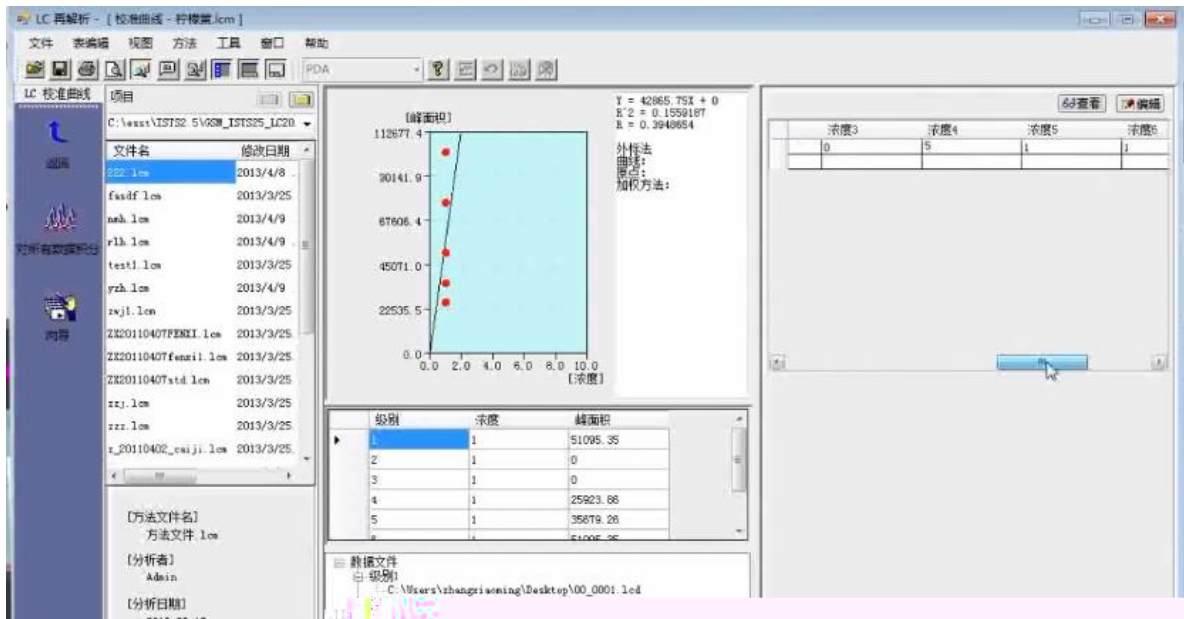 LC 再解析 - [ 校准曲线 - 柠檬黄.lcm ]
文件 表编辑 视图 方法 工具 窗口 帮助
PDA
LC 校准曲线
返回
对所有数据积分
向导
项目
文件名 修改日期
222.lcm 2013/4/8
fasdf.lcm 2013/3/25
nmh.lcm 2013/4/9
rlh.lcm 2013/4/9
test1.lcm 2013/3/25
yzh.lcm 2013/4/9
zwj1.lcm 2013/3/25
ZX20110407FENXI.lcm 2013/3/25
ZX20110407fenxi1.lcm 2013/3/25
ZX20110407std.lcm 2013/3/25
zzj.lcm 2013/3/25
zzz.lcm 2013/3/25
z_20110402_caiji.lcm 2013/3/25
[方法文件名]
方法文件.lcm
[分析者]
Admin
[分析日期]
[峰面积]
112677.4
90141.9
67606.4
45071.0
22535.5
0.0
0.0 2.0 4.0 6.0 8.0 10.0
[浓度]
Y = 42865.75X + 0
R^2 = 0.1559187
R = 0.3948654
外标法
曲线:
原点:
加权方法:
级别 浓度 峰面积
1 1 51095.35
2 1 0
3 1 0
4 1 25923.86
5 1 35679.26
数据文件
级别1
C:\Users\zhangxiaoming\Desktop\00_0001.lcd
查看 编辑
浓度3 浓度4 浓度5 浓度6
0 5 1 1